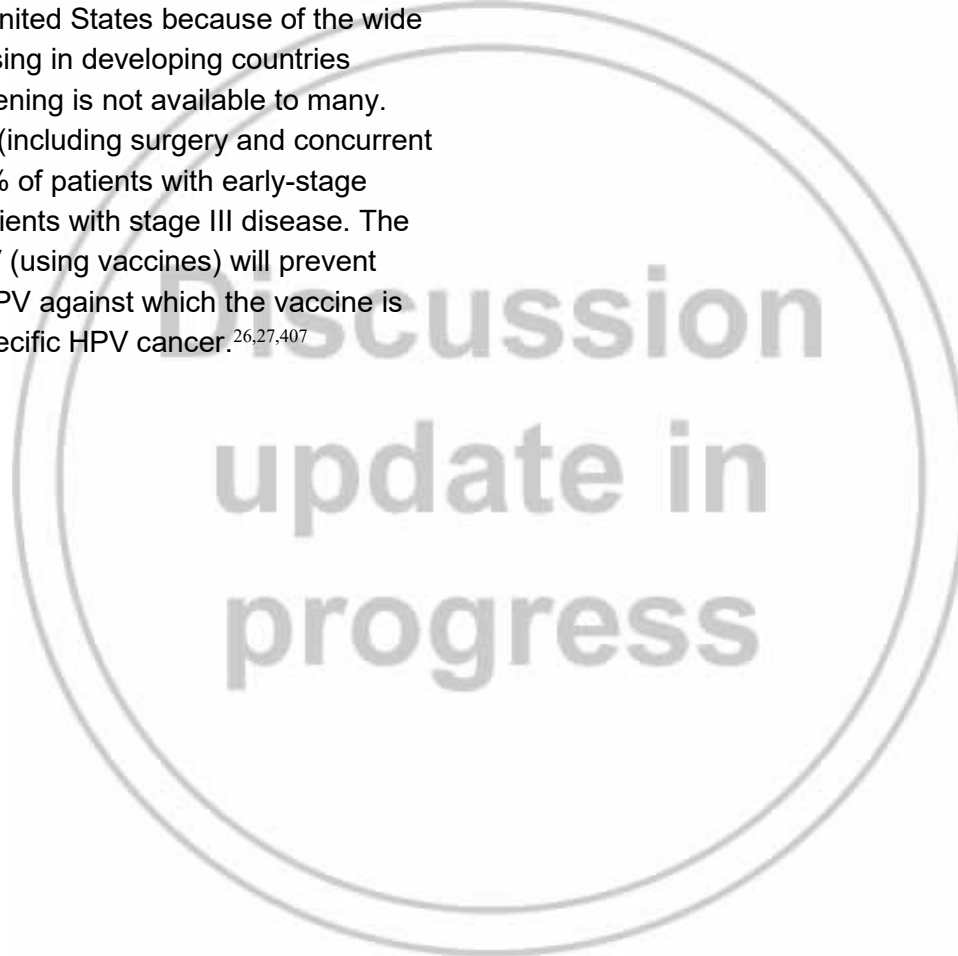 nited States because of the wide
sing in developing countries
ening is not available to many.
(including surgery and concurrent
% of patients with early-stage
ients with stage III disease. The
V (using vaccines) will prevent
PV against which the vaccine is
ecific HPV cancer.26,27,407
Discussion
update in
progress